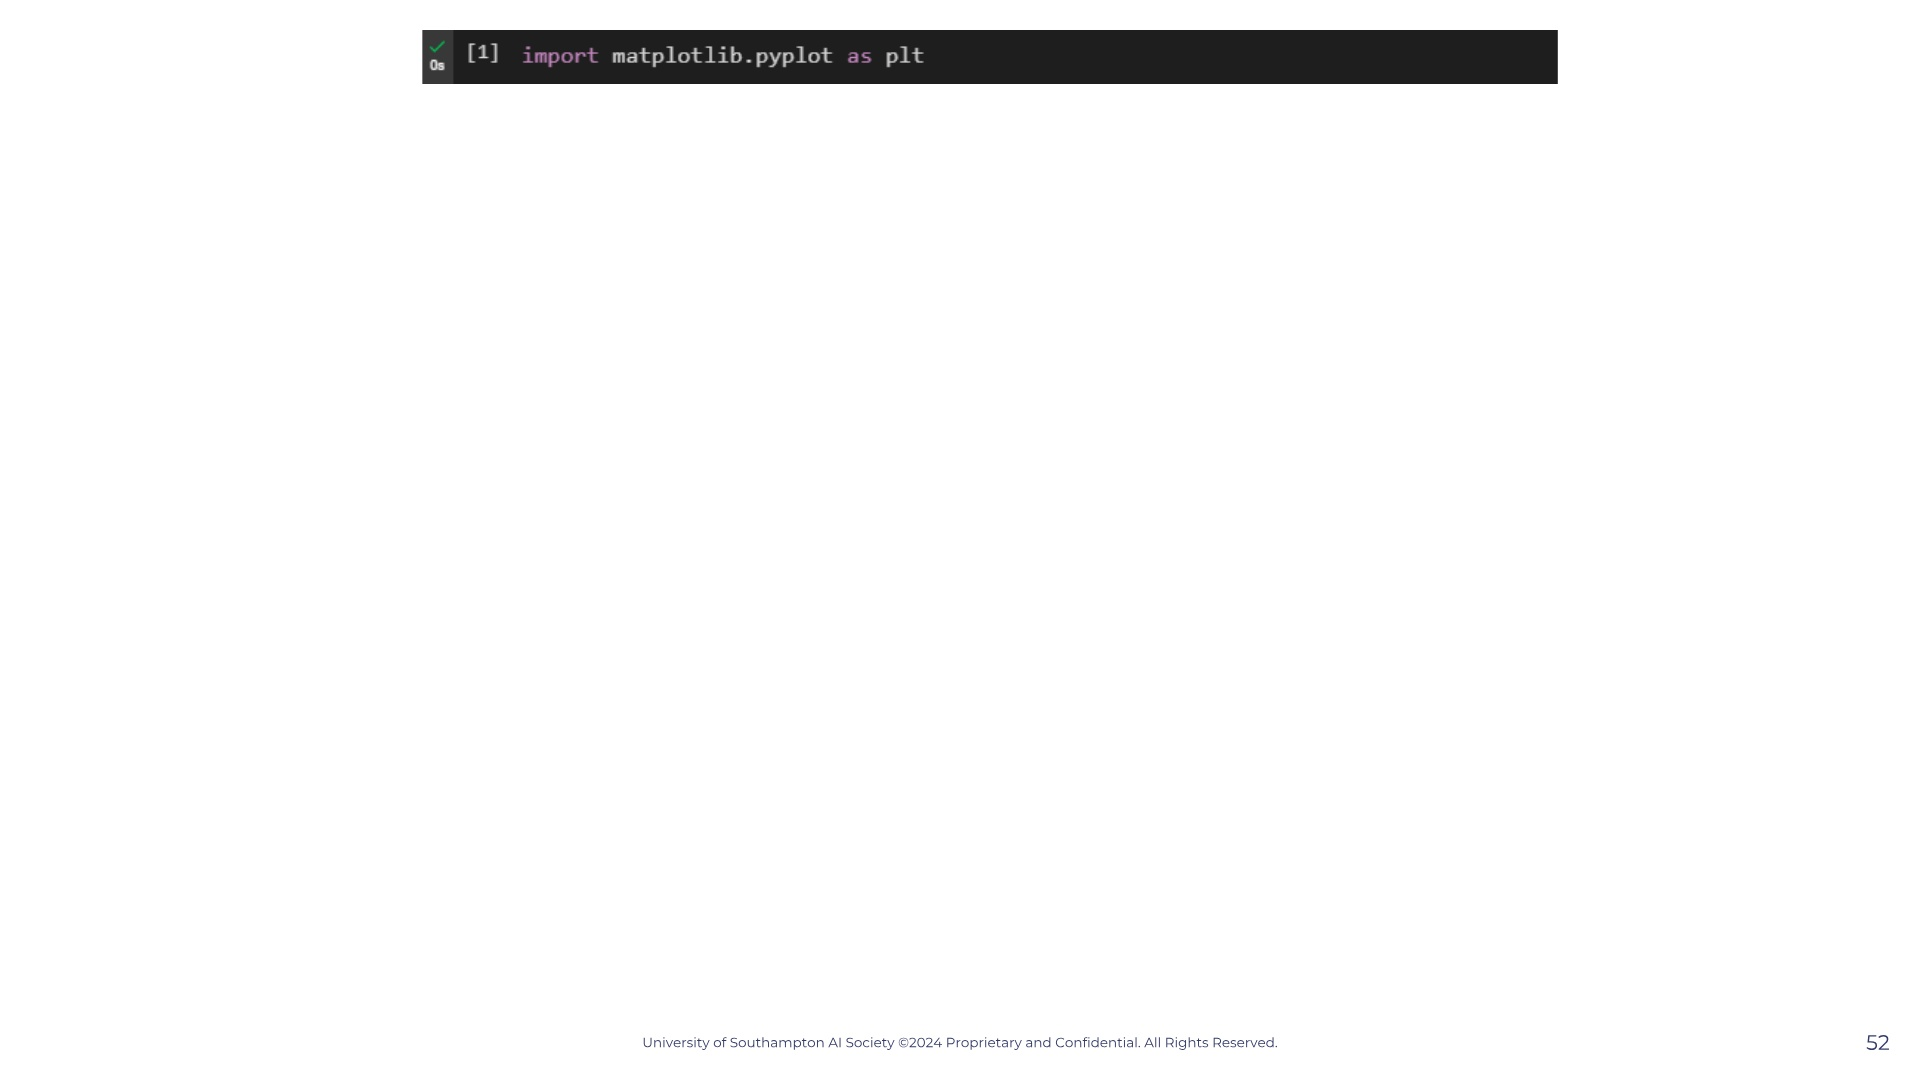 [1] import matplotlib.pyplot as plt
0s
University of Southampton AI Society ©2024 Proprietary and Confidential. All Rights Reserved.
52